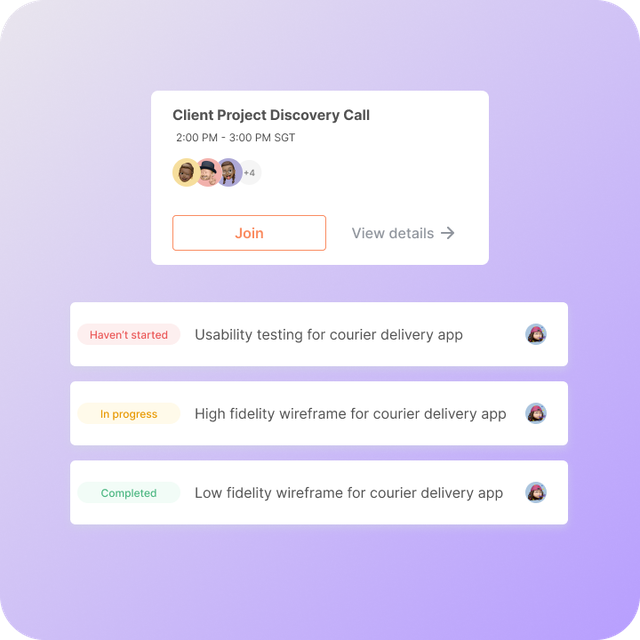 Client Project Discovery Call
2:00 PM - 3:00 PM SGT
+4
Join
View details
Haven’t started
Usability testing for courier delivery app
In progress
High fidelity wireframe for courier delivery app
Completed
Low fidelity wireframe for courier delivery app